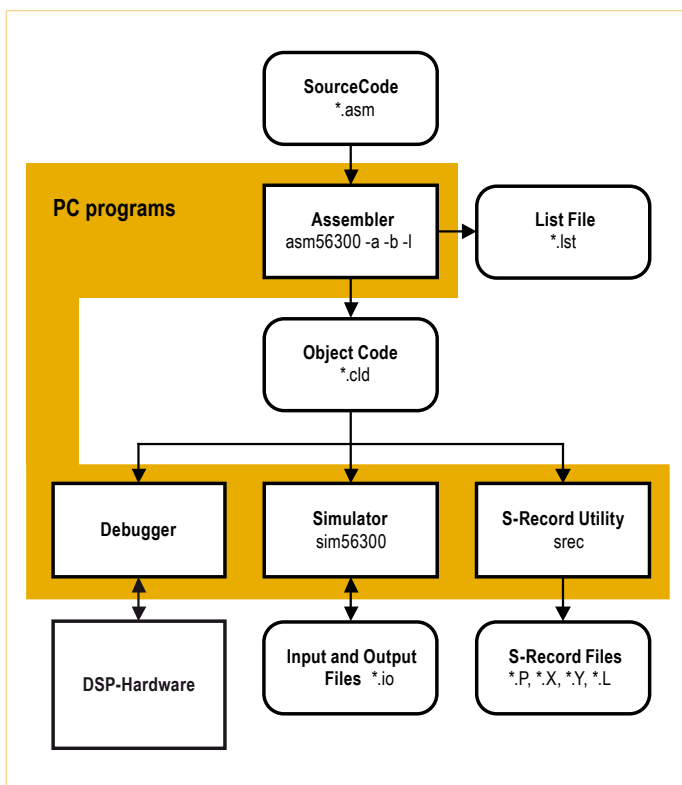 SourceCode
*.asm
PC programs
Assembler
asm56300 -a -b -l
List File
*.lst
Object Code
*.cld
Debugger
Simulator
sim56300
S-Record Utility
srec
DSP-Hardware
Input and Output
Files *.io
S-Record Files
*.P, *.X, *.Y, *.L